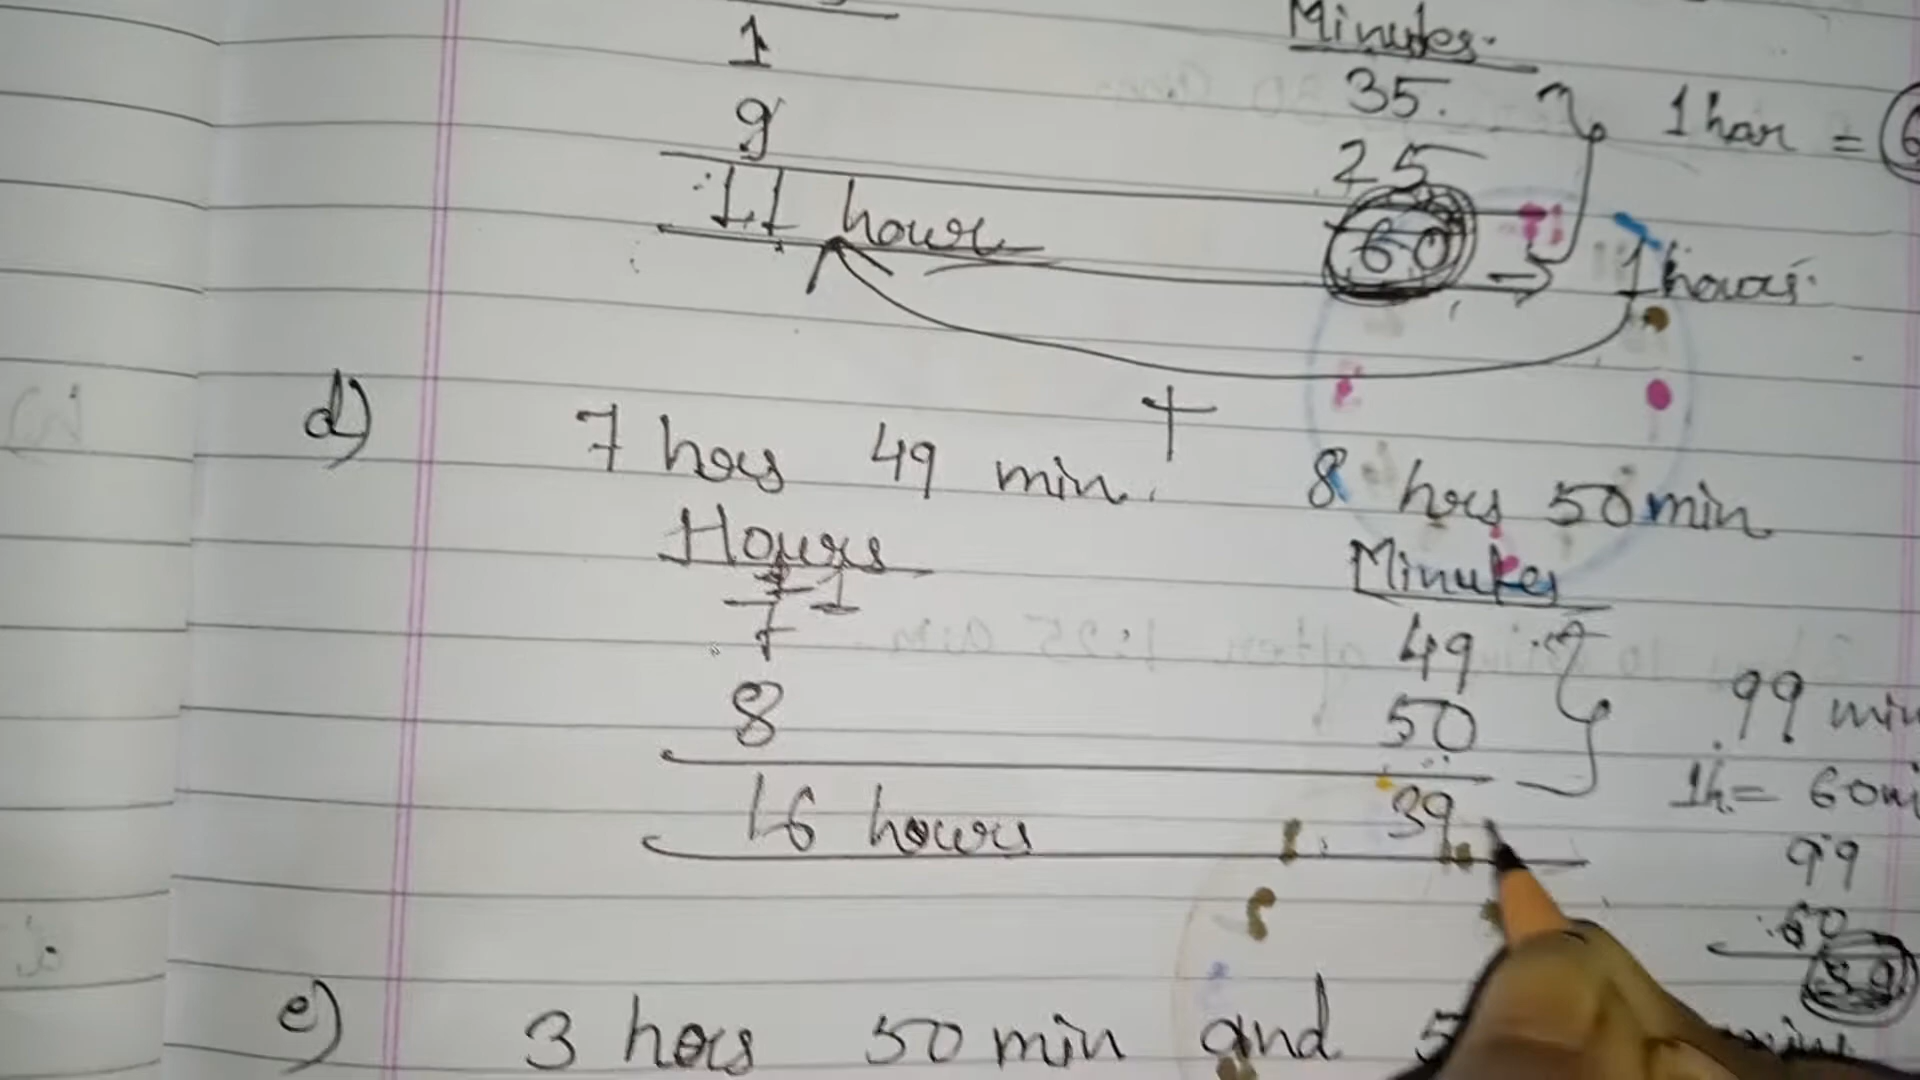 Minutes.
1 35.
9 25 1 hour =
11 hour 60 → 1 hours.
d) 7 hrs 49 min. + 8 hrs 50 min
Hours Minutes
+1
7 49
8 50 99 min
16 hours 39 1h = 60mi
99
60
39
e) 3 hrs 50 min and 5